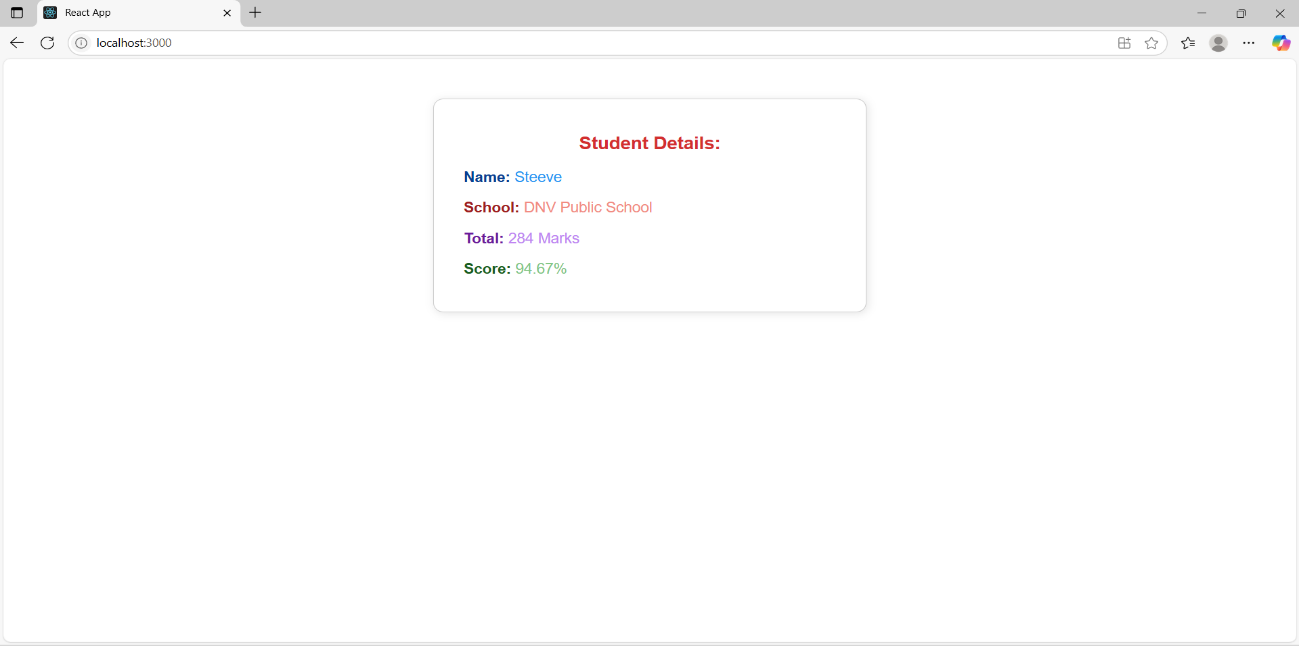 React App
localhost:3000
Student Details:
Name: Steeve
School: DNV Public School
Total: 284 Marks
Score: 94.67%